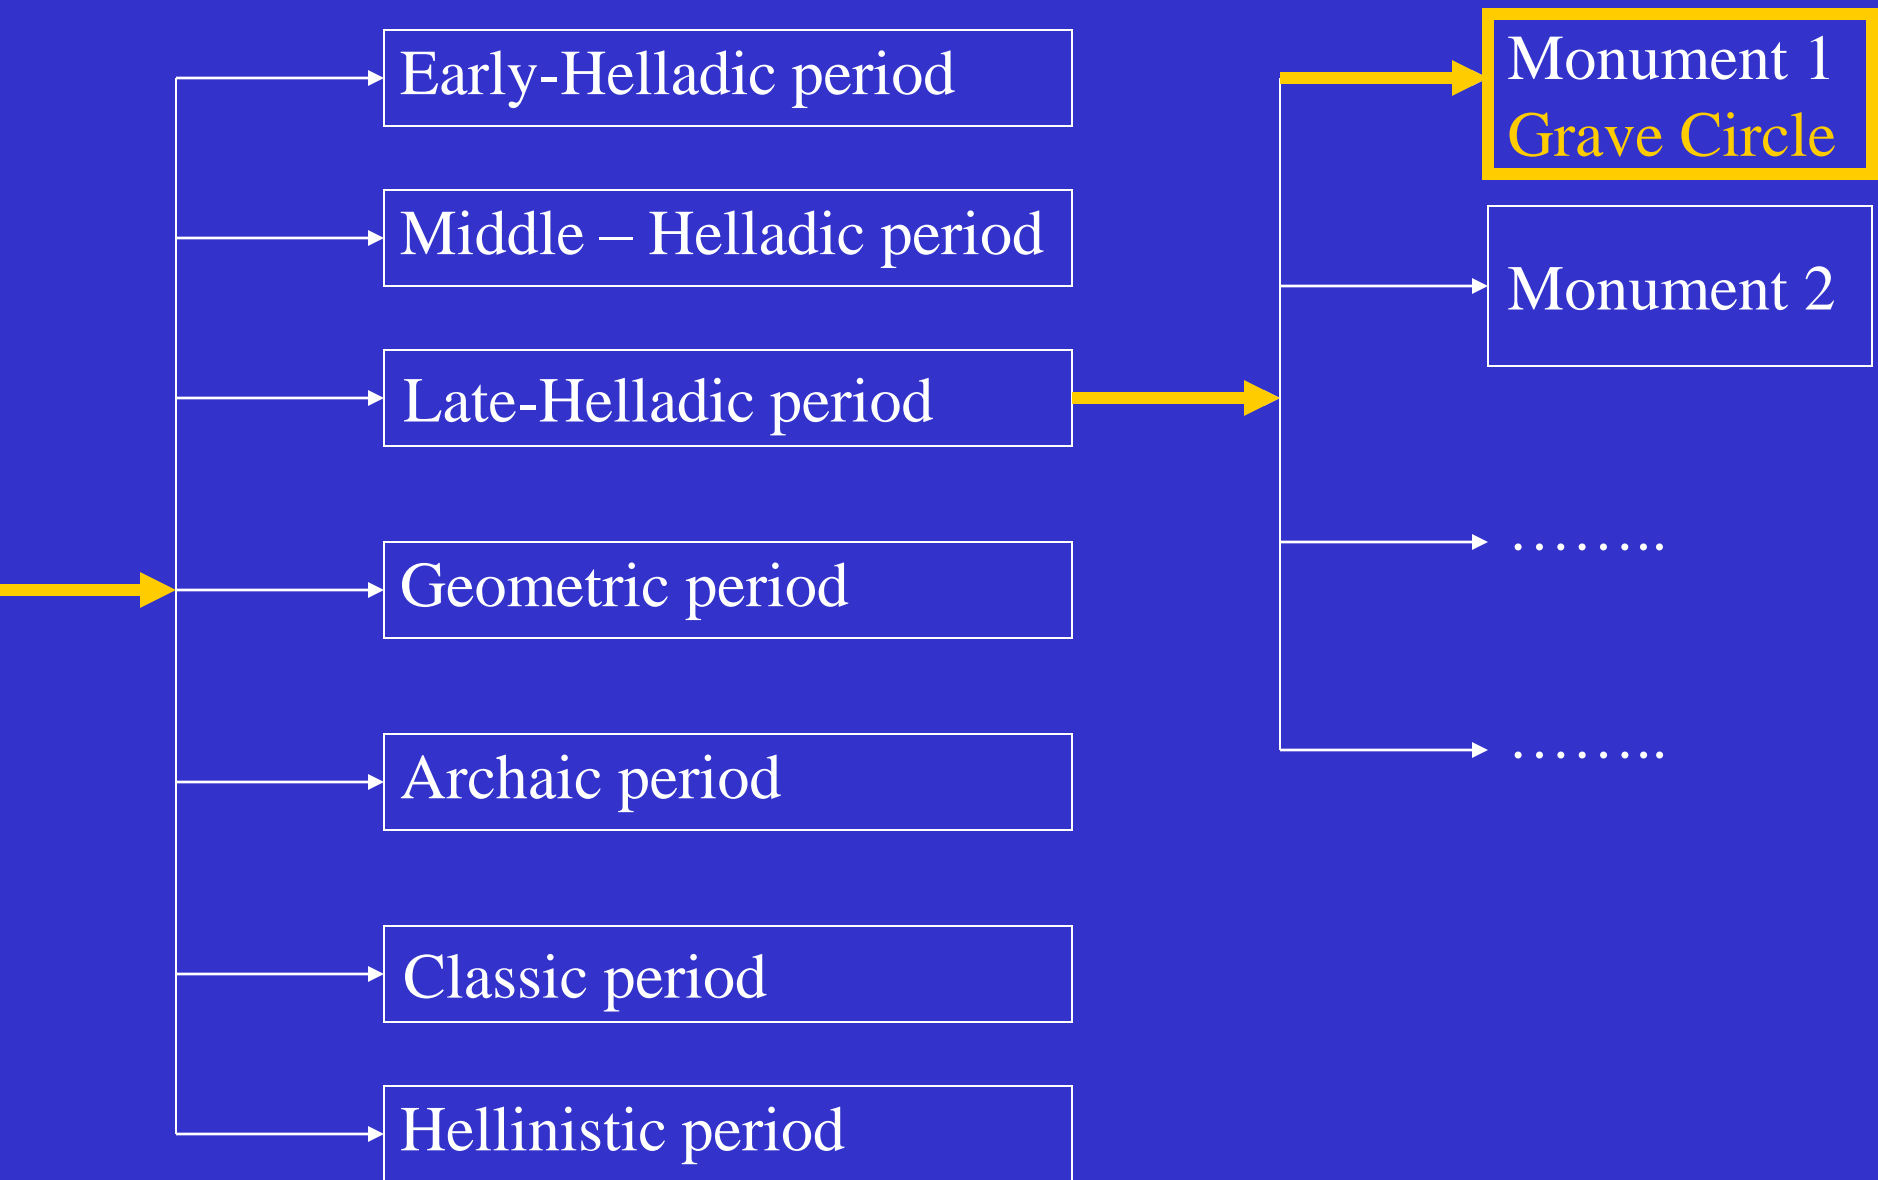 Early-Helladic period
Middle – Helladic period
Late-Helladic period
Geometric period
Archaic period
Classic period
Hellinistic period
Monument 1
Grave Circle
Monument 2
……..
……..